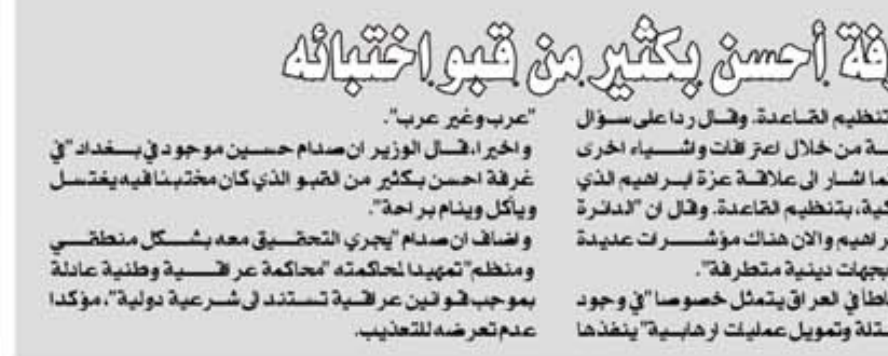 فة أحسن بكثير من قبو اختبائه
تنظيم القاعدة. وقال ردا على سؤال
ـة من خلال اعترافات واشياء اخرى
ما اشار الى علاقة عزة ابراهيم الذي
كية، بتنظيم القاعدة. وقال ان "الدائرة
راهيم والان هناك مؤشرات عديدة
بجهات دينية متطرفة".
اطا في العراق يتمثل خصوصا "في وجود
ـتلة وتمويل عمليات ارهابية" ينفذها
"عرب وغير عرب".
واخيرا، قال الوزير ان صدام حسين موجود في بغداد "في
غرفة احسن بكثير من القبو الذي كان مختبئا فيه يغتسل
ويأكل وينام براحة".
واضاف ان صدام "يجري التحقيق معه بشكل منطقي
ومنظم" تمهيدا لمحاكمته "محاكمة عراقية وطنية عادلة
بموجب قوانين عراقية تستند الى شرعية دولية"، مؤكدا
عدم تعرضه للتعذيب.